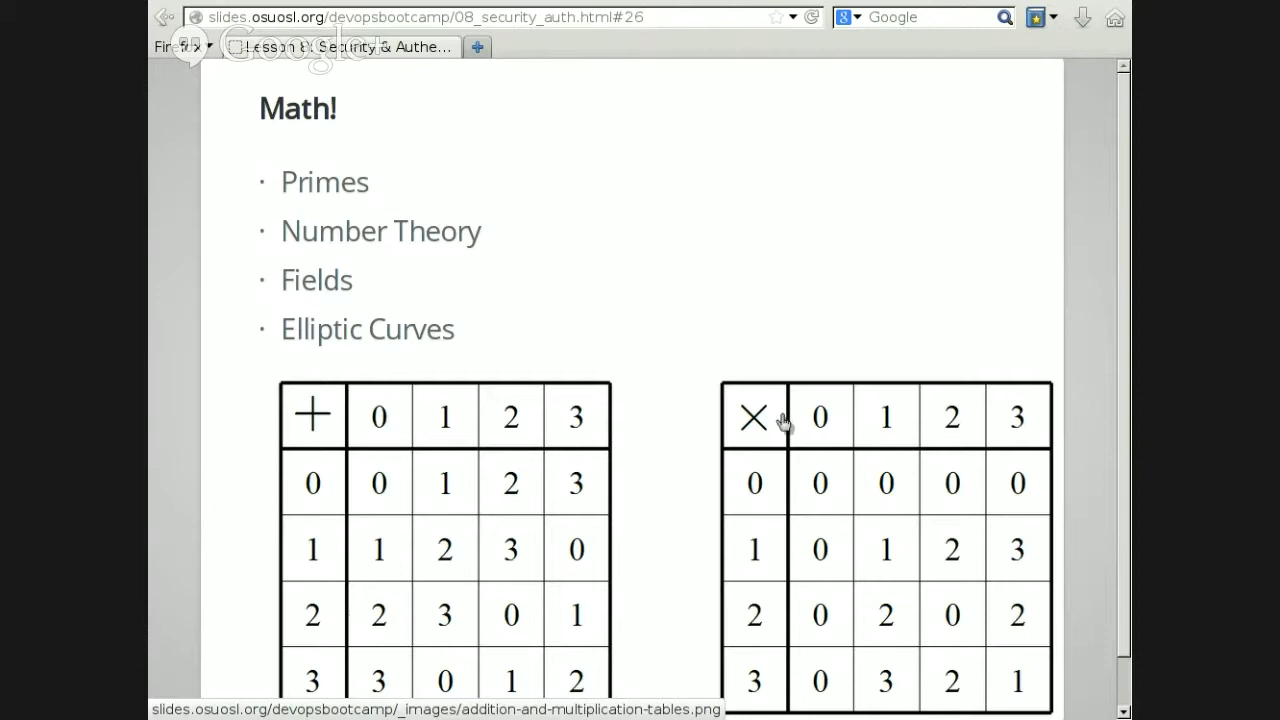 slides.osuosl.org/devopsbootcamp/08_security_auth.html#26
Google
Firefox
Lesson 8: Security & Authe...
Google+
Math!
· Primes
· Number Theory
· Fields
· Elliptic Curves
+ 0 1 2 3
0 0 1 2 3
1 1 2 3 0
2 2 3 0 1
3 3 0 1 2
× 0 1 2 3
0 0 0 0 0
1 0 1 2 3
2 0 2 0 2
3 0 3 2 1
slides.osuosl.org/devopsbootcamp/_images/addition-and-multiplication-tables.png